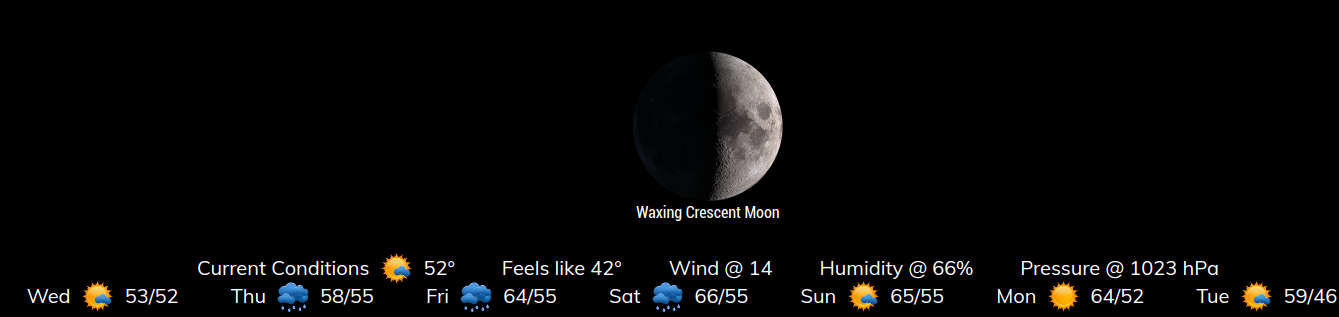 Waxing Crescent Moon
Current Conditions 52° Feels like 42° Wind @ 14 Humidity @ 66% Pressure @ 1023 hPa
Wed 53/52 Thu 58/55 Fri 64/55 Sat 66/55 Sun 65/55 Mon 64/52 Tue 59/46